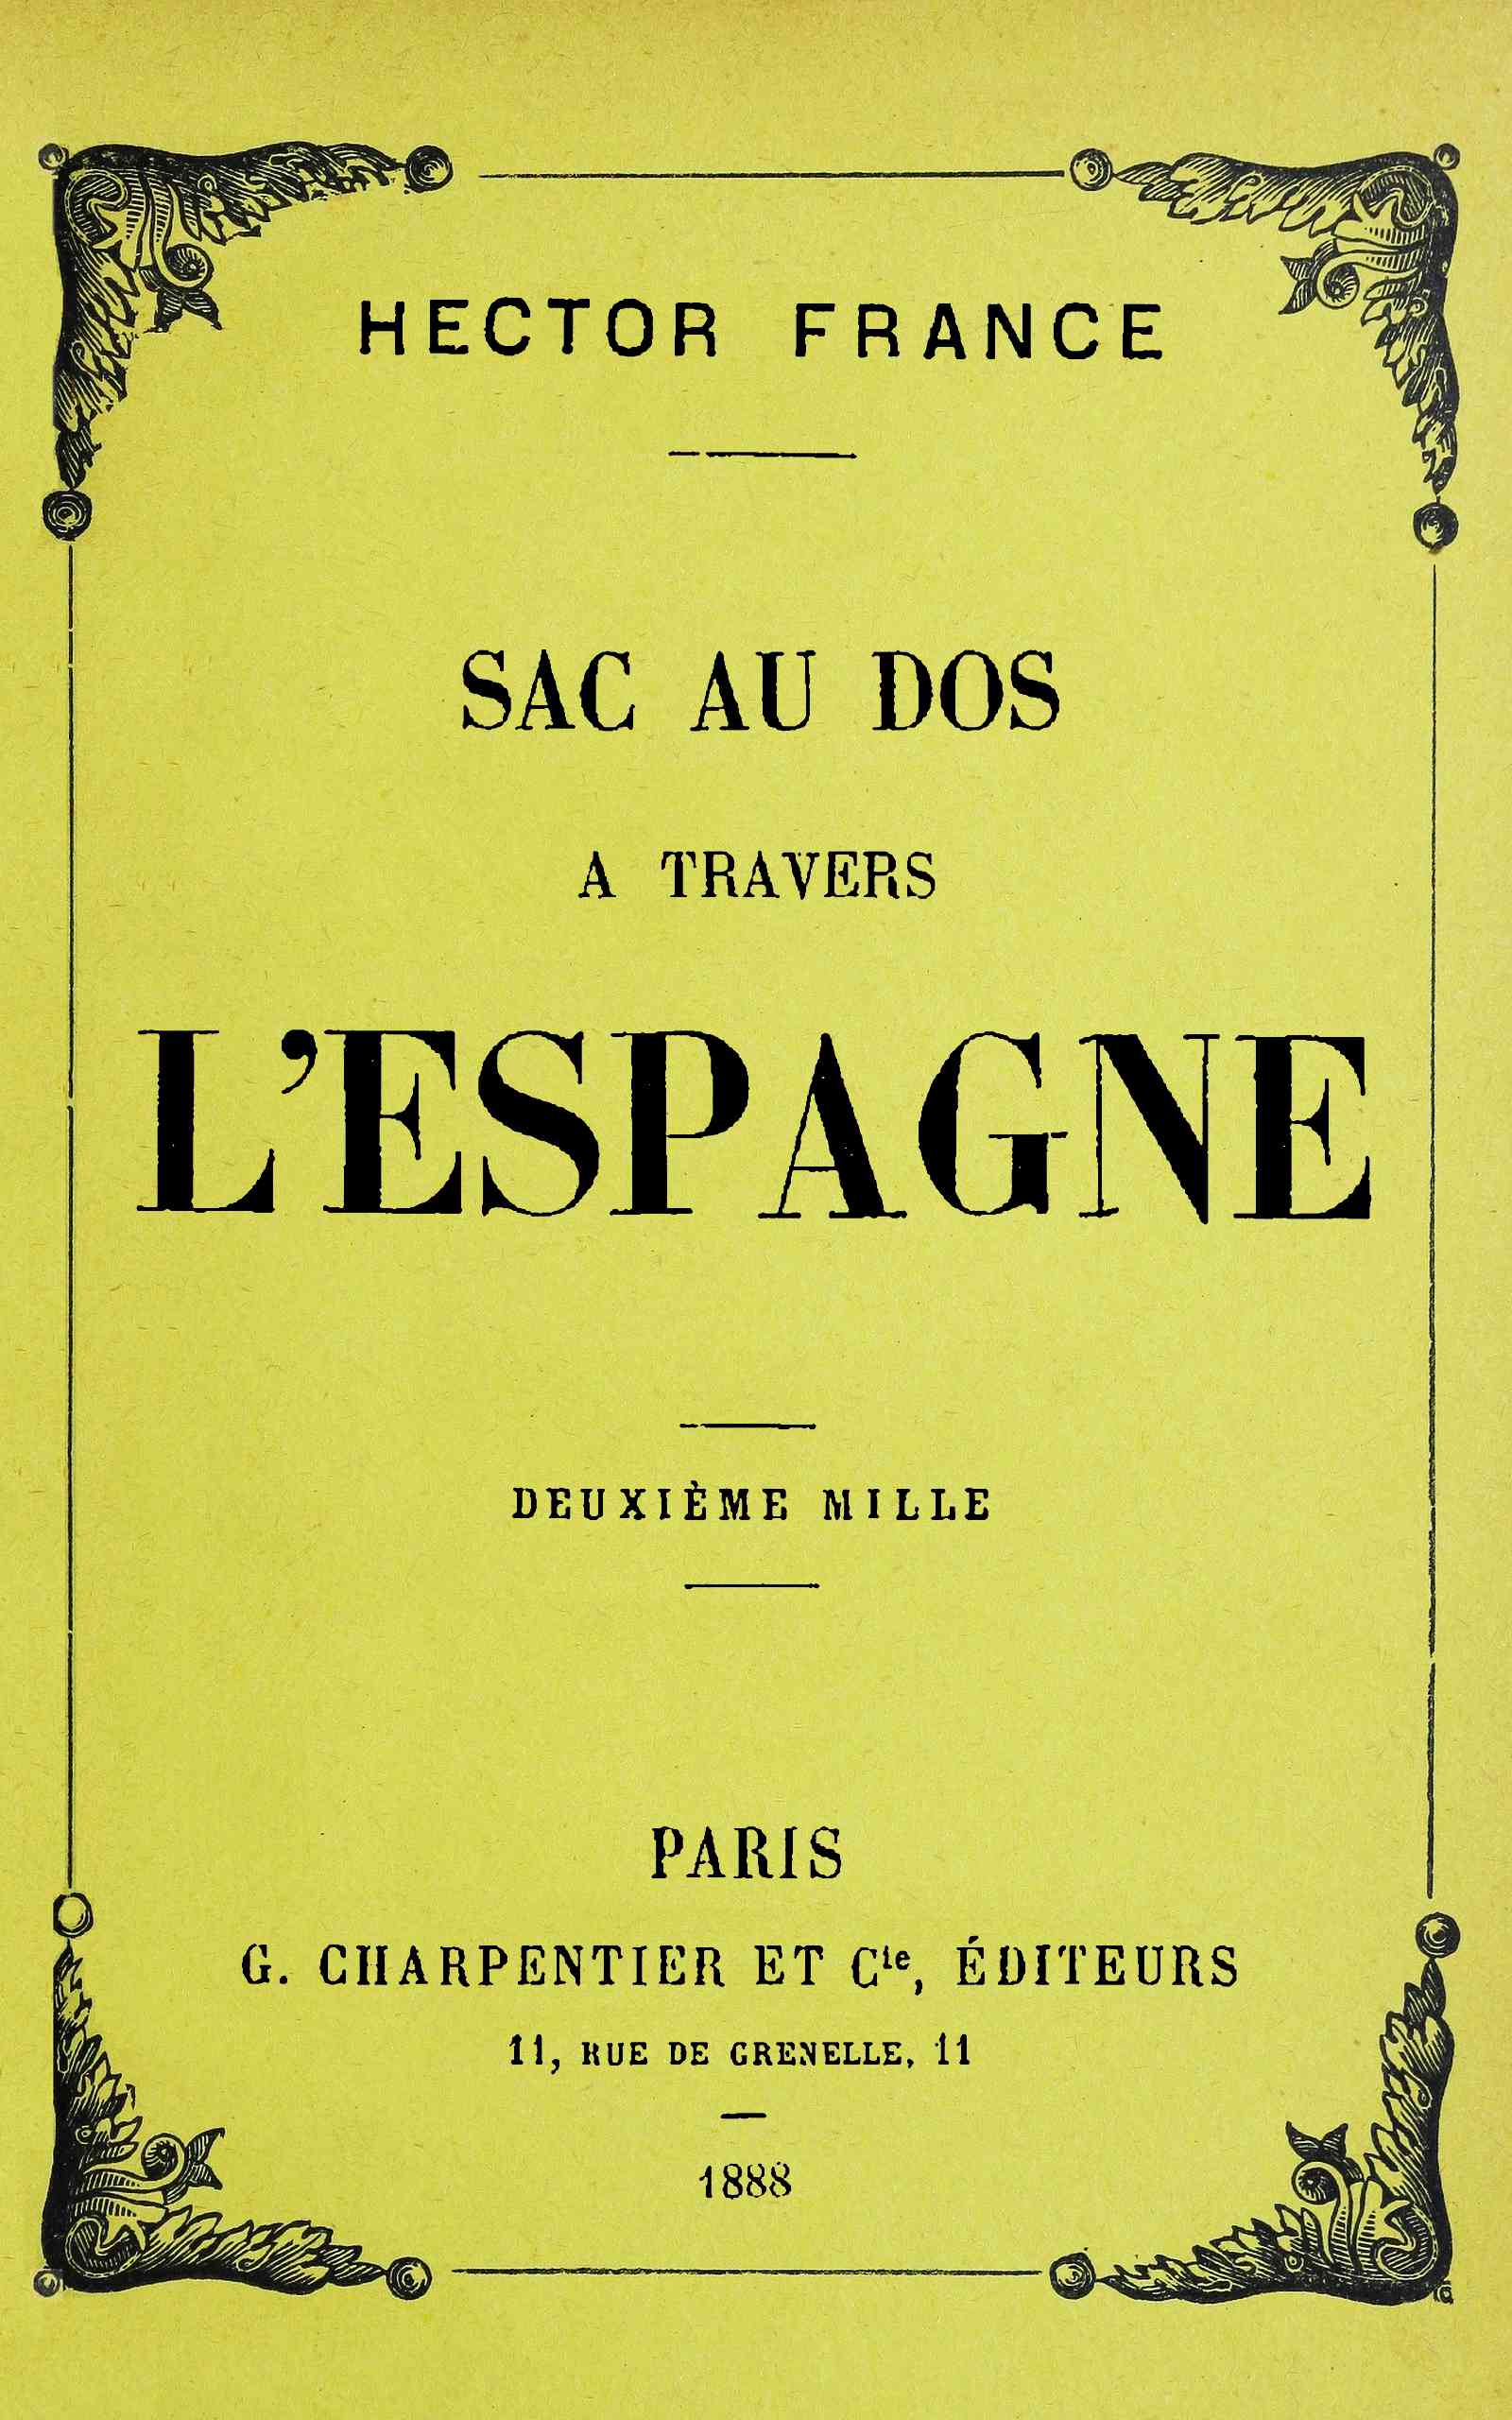 HECTOR FRANCE
SAC AU DOS
A TRAVERS
L'ESPAGNE
DEUXIÈME MILLE
PARIS
G. CHARPENTIER ET Cie, ÉDITEURS
11, RUE DE GRENELLE, 11
1888